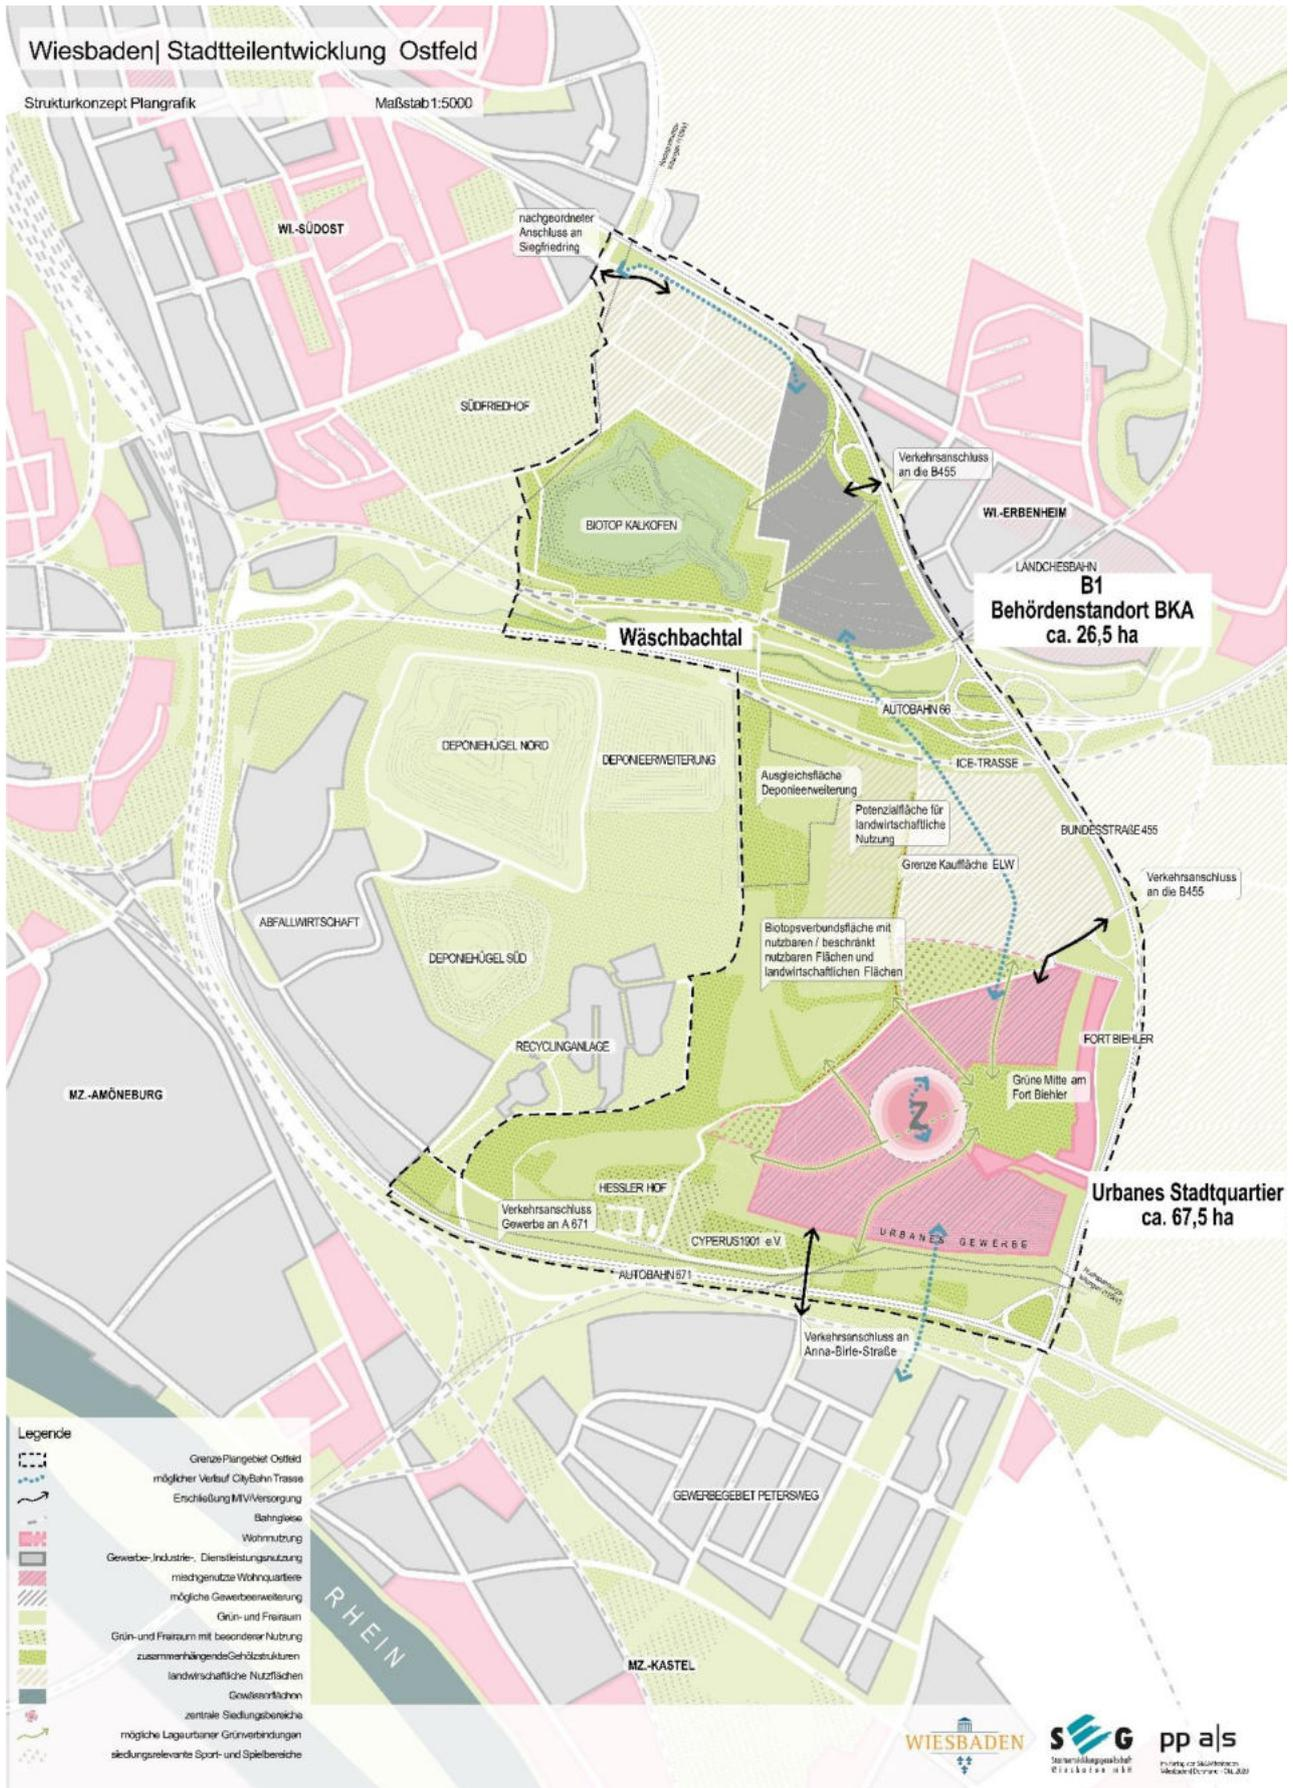 Wiesbaden| Stadtteilentwicklung Ostfeld
Strukturkonzept Plangrafik
Maßstab 1:5000
WI.-SÜDOST
nachgeordneter
Anschluss an
Siegfriedring
SÜDFRIEDHOF
Verkehrsanschluss
an die B455
BIOTOP KALKOFEN
WI.-ERBENHEIM
LÄNDCHESBAHN
B1
Behördenstandort BKA
ca. 26,5 ha
Wäschbachtal
AUTOBAHN 66
DEPONIEHÜGEL NORD
DEPONIEERWEITERUNG
ICE-TRASSE
Ausgleichsfläche
Deponieerweiterung
Potenzialfläche für
landwirtschaftliche
Nutzung
BUNDESSTRAßE 455
Grenze Kauffläche ELW
Verkehrsanschluss
an die B455
ABFALLWIRTSCHAFT
Biotopsverbundsfläche mit
nutzbaren / beschränkt
nutzbaren Flächen und
landwirtschaftlichen Flächen
DEPONIEHÜGEL SÜD
RECYCLINGANLAGE
FORT BIEHLER
MZ.-AMÖNEBURG
Grüne Mitte am
Fort Biehler
Z
HESSLER HOF
Urbanes Stadtquartier
ca. 67,5 ha
Verkehrsanschluss
Gewerbe an A 671
CYPERUS1901 e.V.
URBANES GEWERBE
AUTOBAHN 671
Verkehrsanschluss an
Anna-Birle-Straße
GEWERBEGEBIET PETERSWEG
RHEIN
MZ.-KASTEL
Legende
Grenze Plangebiet Ostfeld
möglicher Verlauf CityBahn Trasse
Erschließung MIV/Versorgung
Bahngleise
Wohnnutzung
Gewerbe-, Industrie-, Dienstleistungsnutzung
mischgenutzte Wohnquartiere
mögliche Gewerbeerweiterung
Grün- und Freiraum
Grün- und Freiraum mit besonderer Nutzung
zusammenhängende Gehölzstrukturen
landwirschaftliche Nutzflächen
Gewässerflächen
zentrale Siedlungsbereiche
mögliche Lage urbaner Grünverbindungen
siedlungsrelevante Sport- und Spielbereiche
WIESBADEN
SEG
Stadtentwicklungsgesellschaft
Wiesbaden mbH
pp a|s